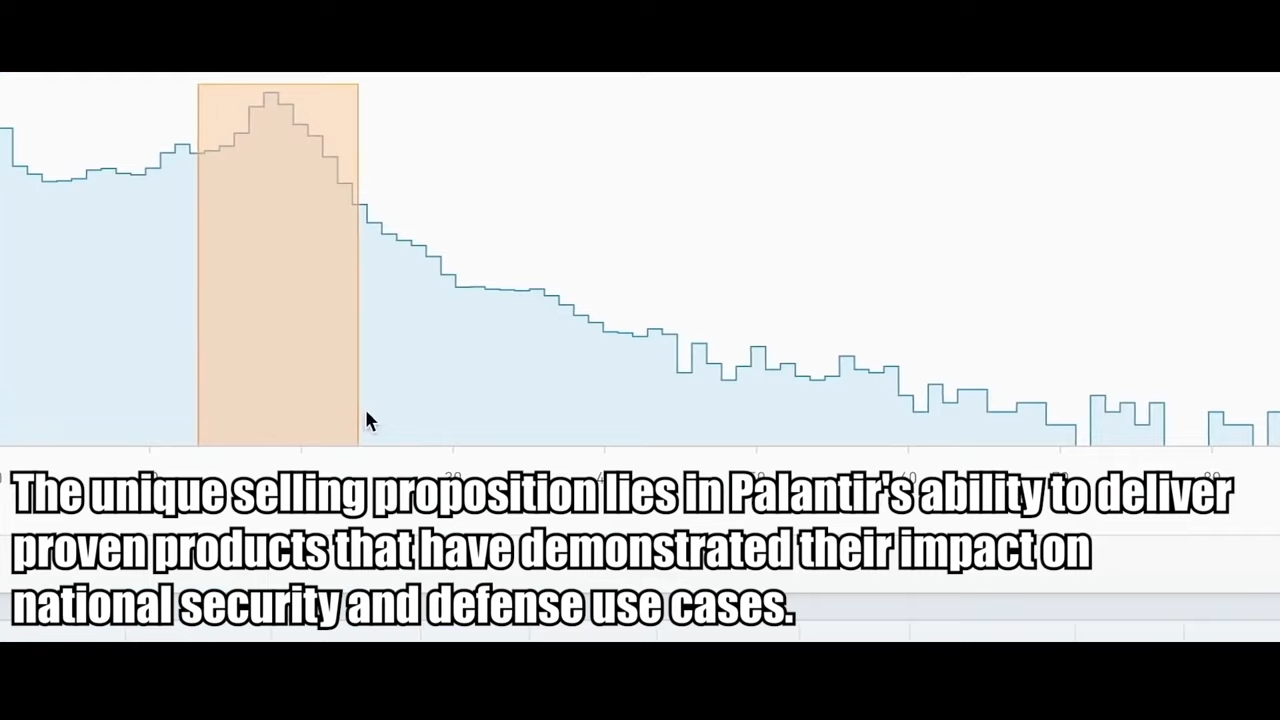 The unique selling proposition lies in Palantir's ability to deliver
proven products that have demonstrated their impact on
national security and defense use cases.